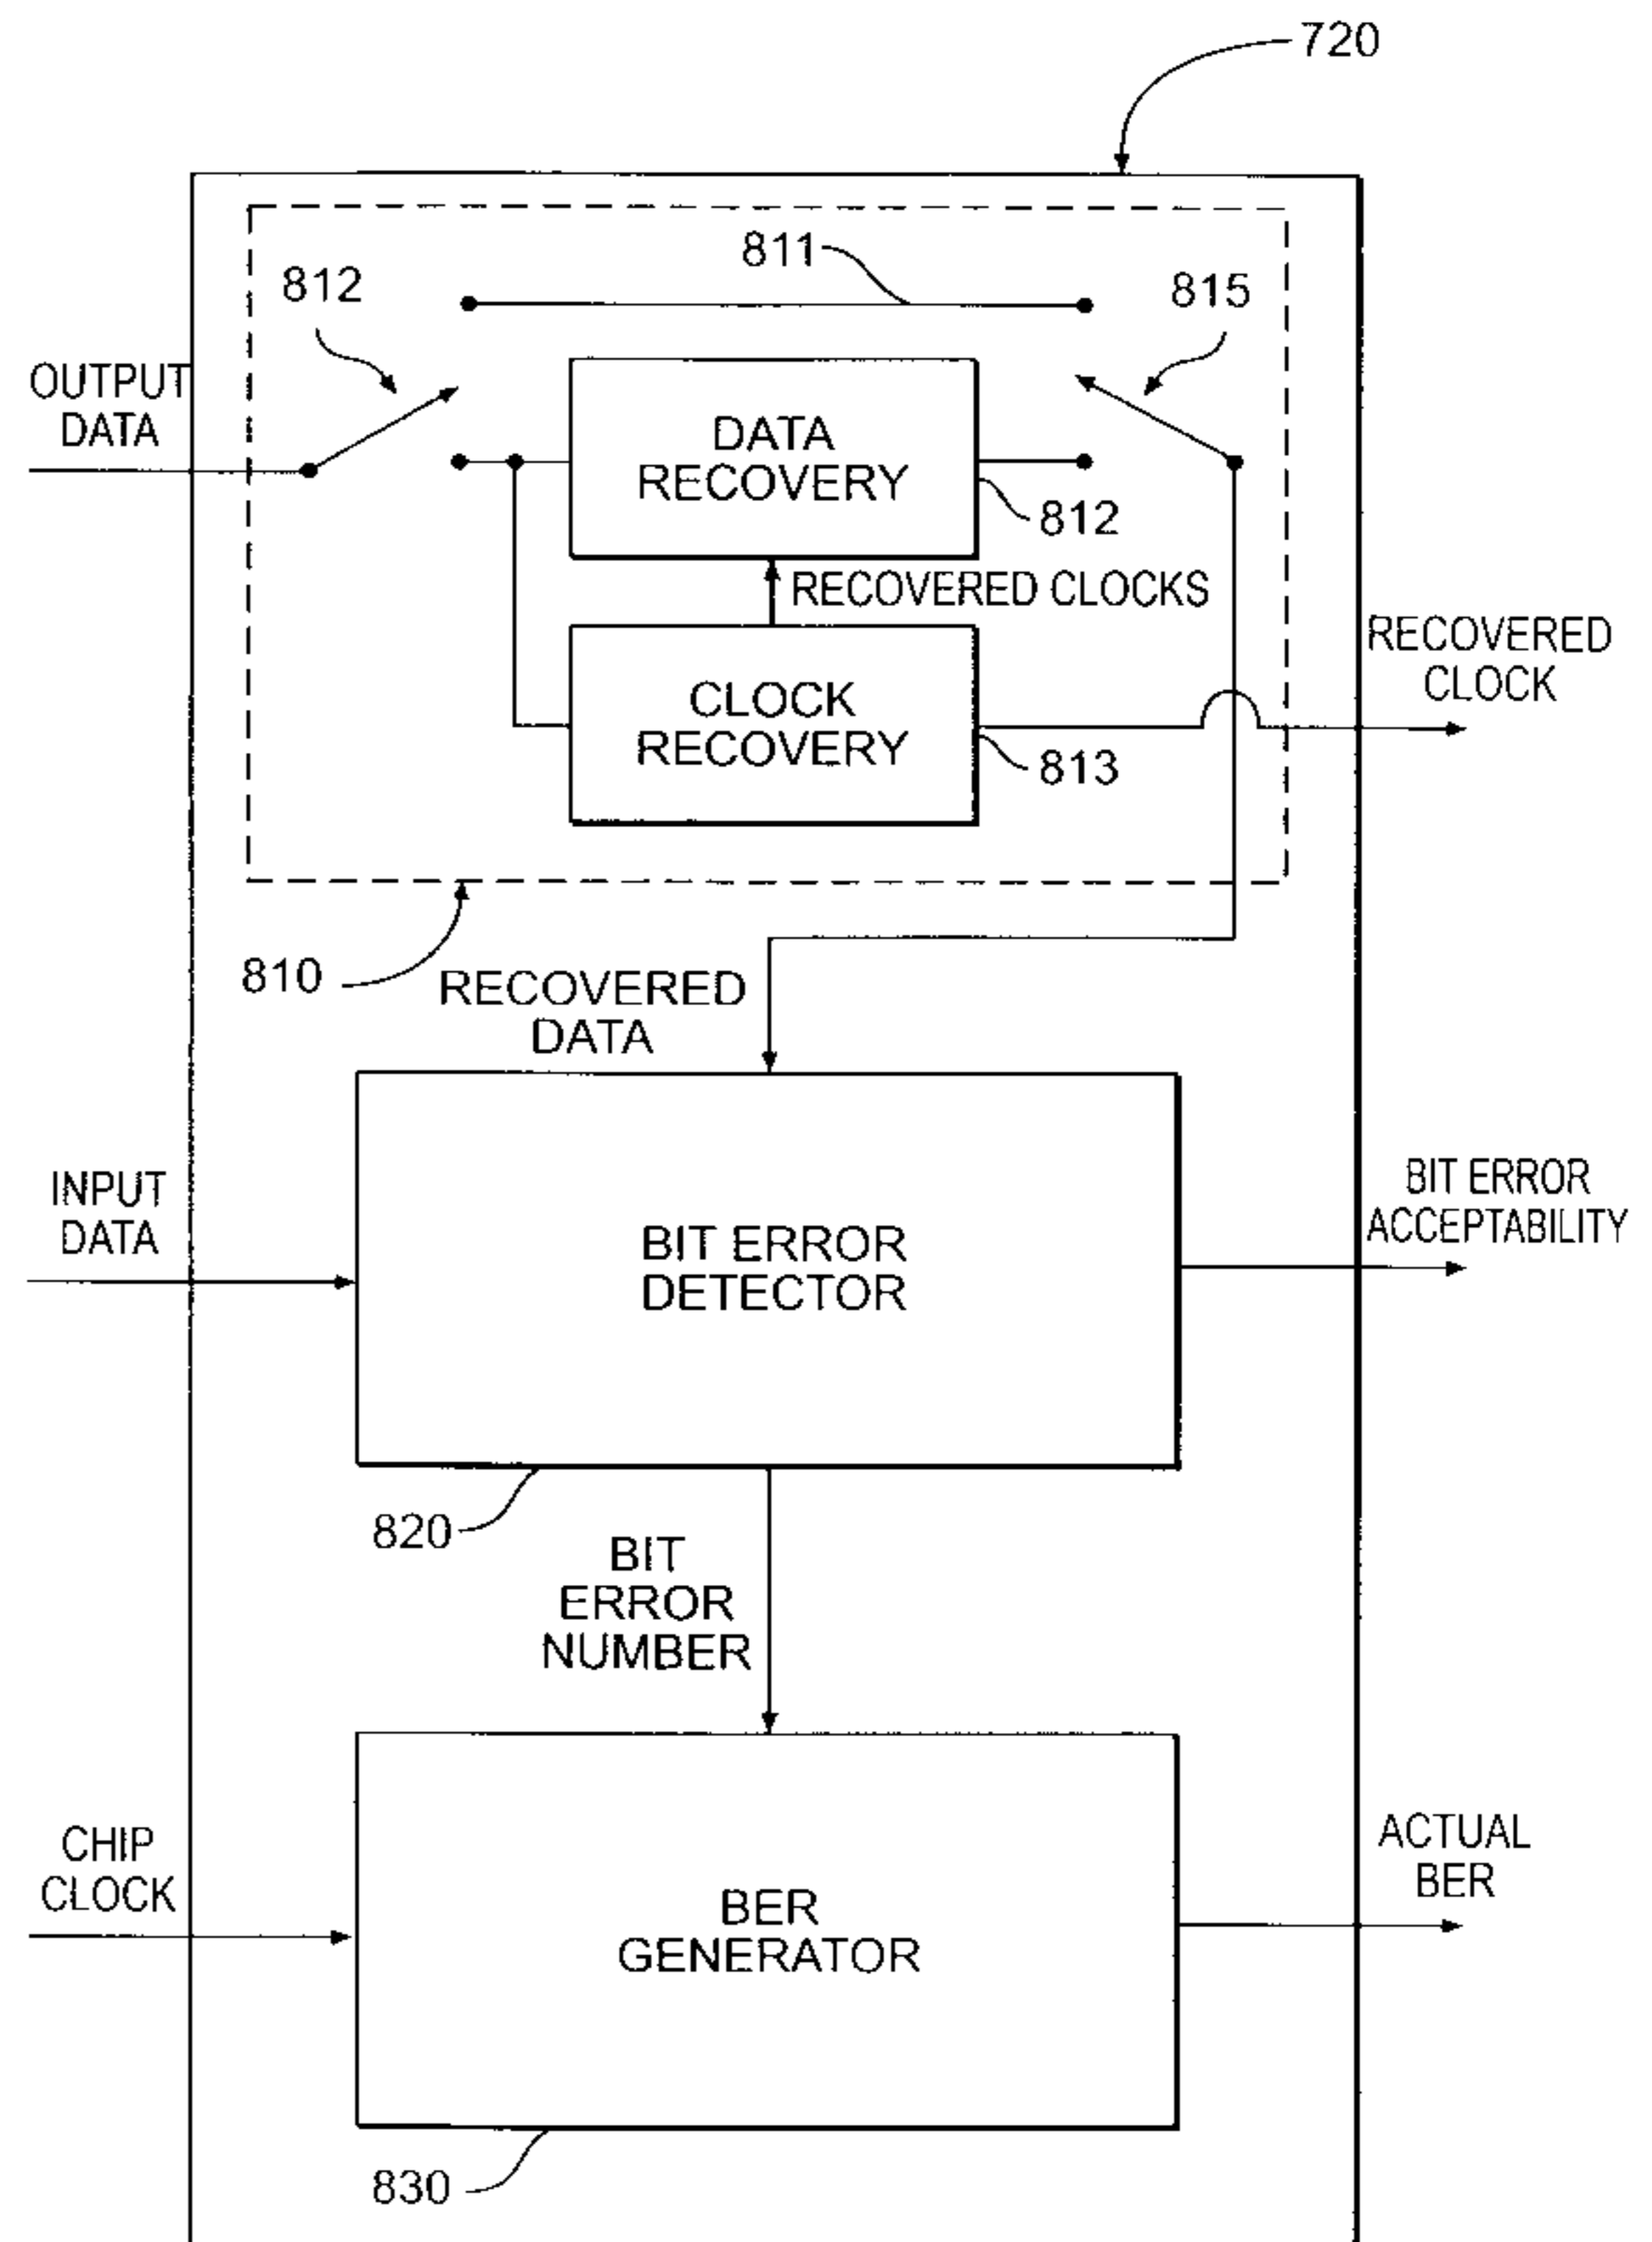 720
811
812
815
OUTPUT
DATA
DATA
RECOVERY
812
RECOVERED CLOCKS
RECOVERED
CLOCK
CLOCK
RECOVERY
813
810
RECOVERED
DATA
INPUT
DATA
BIT ERROR
DETECTOR
BIT ERROR
ACCEPTABILITY
820
BIT
ERROR
NUMBER
CHIP
CLOCK
BER
GENERATOR
ACTUAL
BER
830